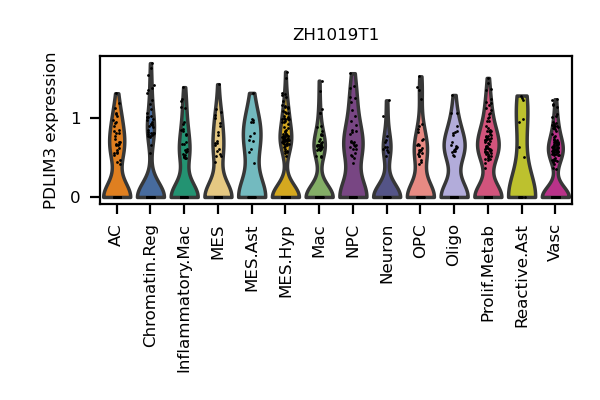 ZH1019T1
PDLIM3 expression
1
0
AC
Chromatin.Reg
Inflammatory.Mac
MES
MES.Ast
MES.Hyp
Mac
NPC
Neuron
OPC
Oligo
Prolif.Metab
Reactive.Ast
Vasc